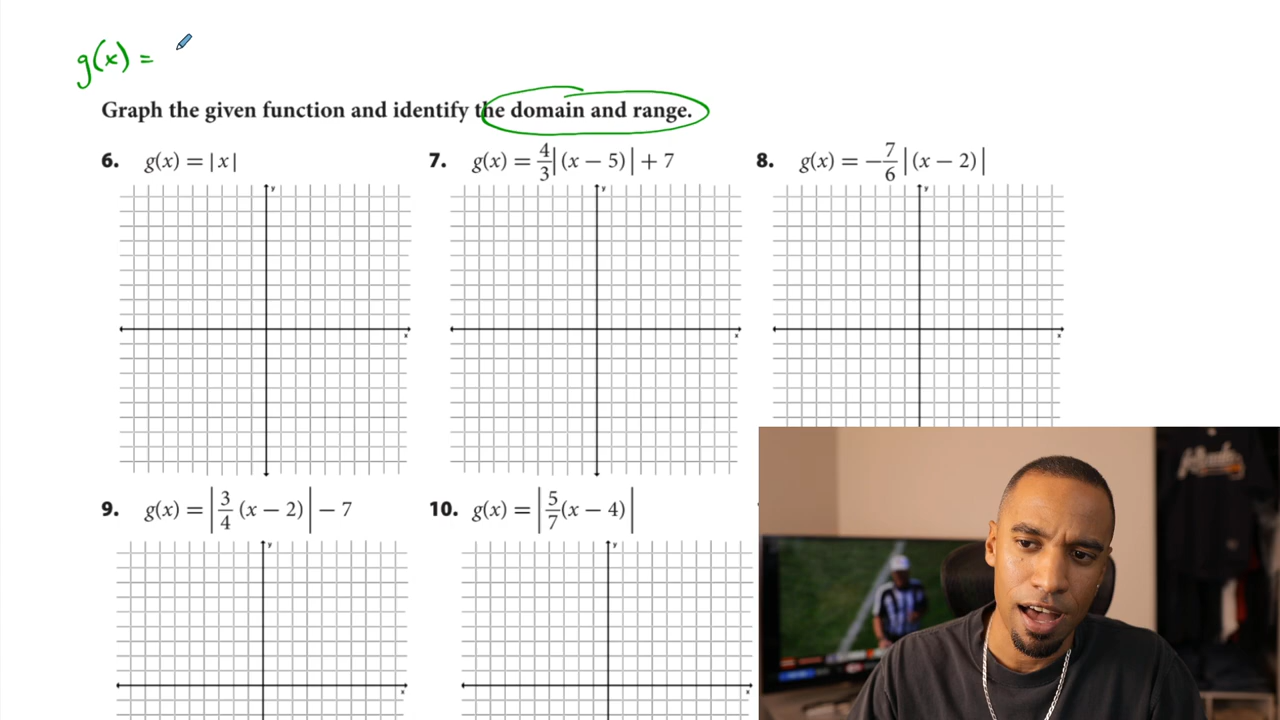 g(x) =
Graph the given function and identify the domain and range.
6. g(x) = |x|
7. g(x) = 4/3|(x − 5)| + 7
8. g(x) = −7/6|(x − 2)|
y
y
y
x
x
x
9. g(x) = |3/4 (x − 2)| − 7
10. g(x) = |5/7(x − 4)|
y
y
x
x